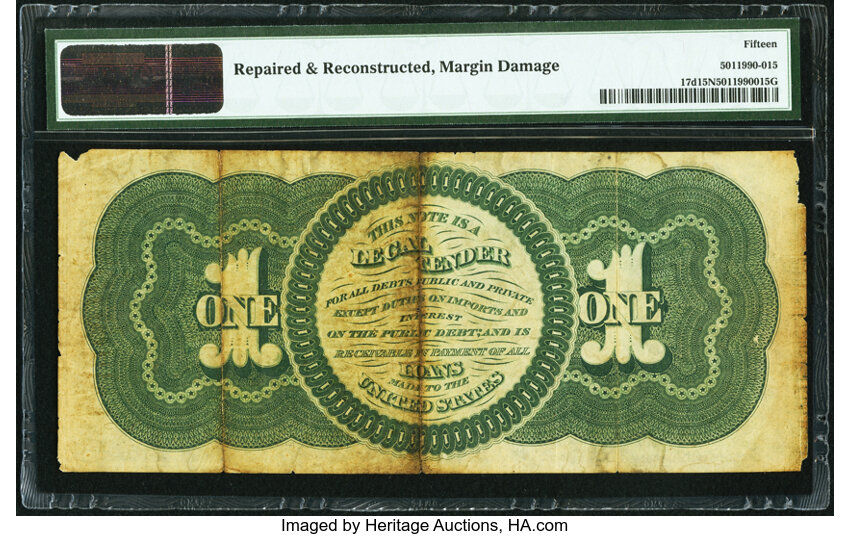 Fifteen
Repaired & Reconstructed, Margin Damage
5011990-015
17d15N5011990015G
THIS NOTE IS A
LEGAL
TENDER
FOR ALL DEBTS PUBLIC AND PRIVATE
EXCEPT DUTIES ON IMPORTS AND
INTEREST
ON THE PUBLIC DEBT; AND IS
RECEIVABLE IN PAYMENT OF ALL
LOANS
MADE TO THE
UNITED STATES
1
ONE
1
ONE
Imaged by Heritage Auctions, HA.com